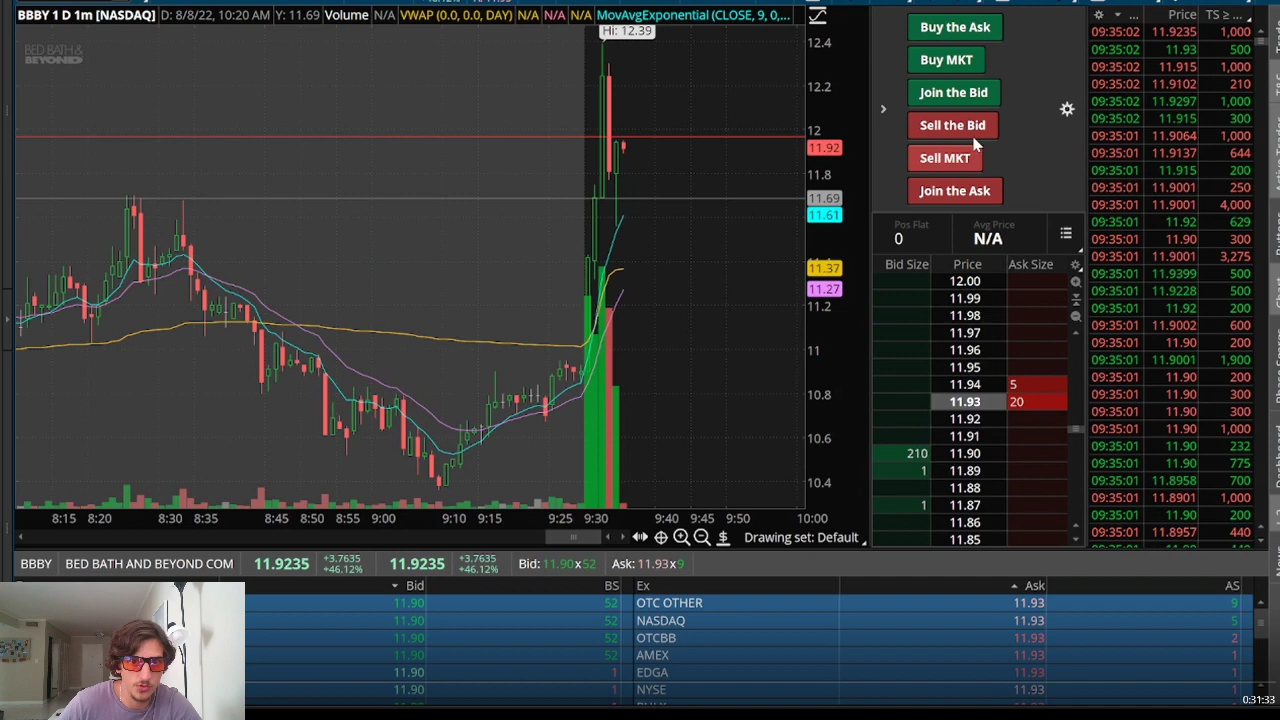 BBBY 1 D 1m [NASDAQ] D: 8/8/22, 10:20 AM Y: 11.69 Volume N/A VWAP (0.0, 0.0, DAY) N/A N/A N/A MovAvgExponential (CLOSE, 9, 0,...
BED BATH &
BEYOND
Hi: 12.39
12.4
12.2
12
11.92
11.8
11.69
11.61
11.37
11.27
11.2
11
10.8
10.6
10.4
8:15 8:20 8:30 8:35 8:45 8:50 8:55 9:00 9:10 9:15 9:25 9:30 9:40 9:45 9:50 10:00
Drawing set: Default
Buy the Ask
Buy MKT
Join the Bid
Sell the Bid
Sell MKT
Join the Ask
Pos Flat Avg Price
0 N/A
Bid Size Price Ask Size
12.00
11.99
11.98
11.97
11.96
11.95
11.94 5
11.93 20
11.92
11.91
210 11.90
1 11.89
11.88
1 11.87
11.86
11.85
... Price TS ≥ ...
09:35:02 11.9235 1,000
09:35:02 11.93 500
09:35:02 11.915 1,000
09:35:02 11.9102 210
09:35:02 11.9297 1,000
09:35:02 11.915 300
09:35:01 11.9064 1,000
09:35:01 11.9137 644
09:35:01 11.915 200
09:35:01 11.9001 250
09:35:01 11.9001 4,000
09:35:01 11.92 629
09:35:01 11.90 300
09:35:01 11.9001 3,275
09:35:01 11.9399 500
09:35:01 11.9228 500
09:35:01 11.92 200
09:35:01 11.9002 600
09:35:01 11.90 200
09:35:01 11.9001 1,900
09:35:01 11.90 200
09:35:01 11.90 300
09:35:01 11.90 300
09:35:01 11.90 1,000
09:35:01 11.90 232
09:35:01 11.90 775
09:35:01 11.8958 700
09:35:01 11.8901 1,000
09:35:01 11.90 200
09:35:01 11.8957 440
BBBY BED BATH AND BEYOND COM 11.9235 +3.7635 +46.12% 11.9235 +3.7635 +46.12% Bid: 11.90x52 Ask: 11.93x9
Bid BS Ex Ask AS
11.90 52 OTC OTHER 11.93 9
11.90 52 NASDAQ 11.93 5
11.90 52 OTCBB 11.93 2
11.90 52 AMEX 11.93 1
11.90 1 EDGA 11.93 1
11.90 1 NYSE 11.93 1
0:31:33